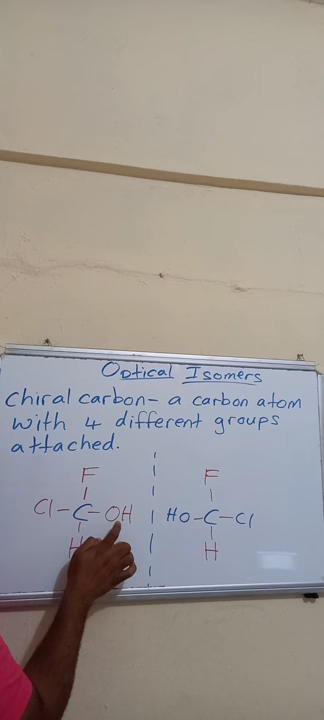 Optical Isomers
Chiral carbon- a carbon atom
with 4 different groups
attached.
F F
Cl-C-OH HO-C-Cl
H H